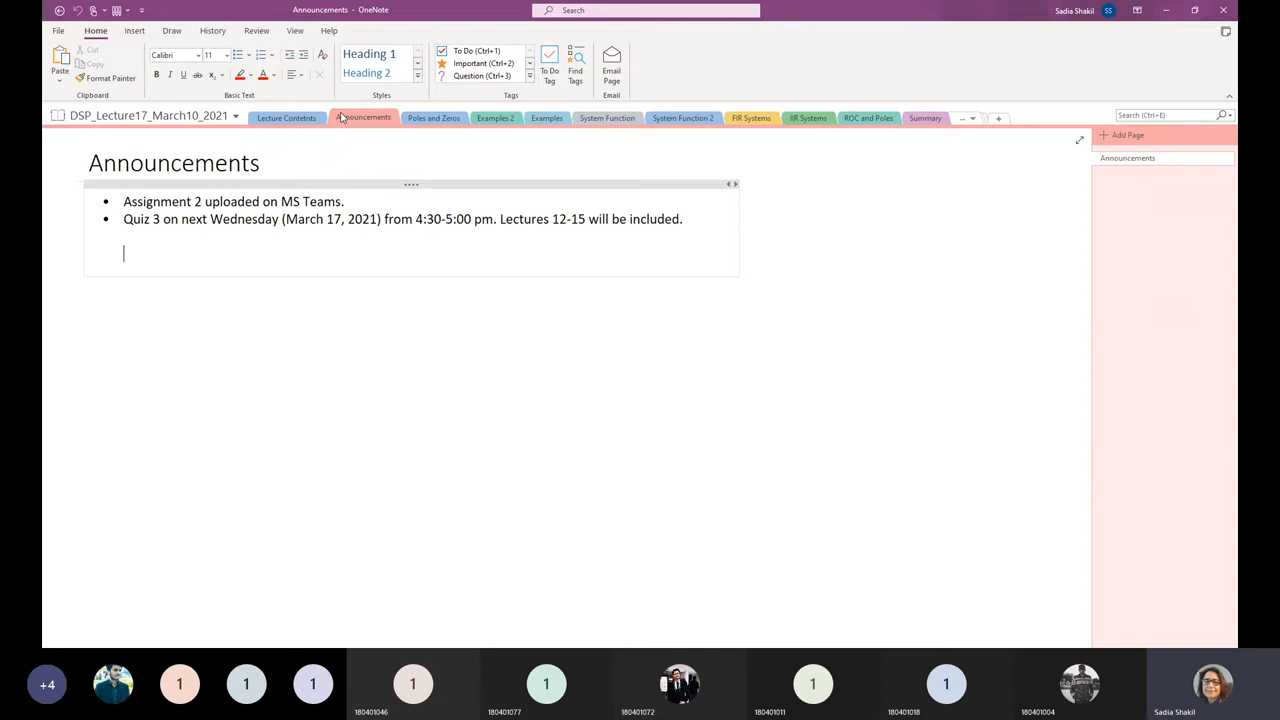 Announcements - OneNote
Search
Sadia Shakil
SS
File
Home
Insert
Draw
History
Review
View
Help
Paste
Cut
Copy
Format Painter
Clipboard
Calibri
11
Basic Text
Heading 1
Heading 2
Styles
To Do (Ctrl+1)
Important (Ctrl+2)
Question (Ctrl+3)
To Do Tag
Find Tags
Tags
Email Page
Email
DSP_Lecture17_March10_2021
Lecture Contetnts
Announcements
Poles and Zeros
Examples 2
Examples
System Function
System Function 2
FIR Systems
IIR Systems
ROC and Poles
Summary
...
Search (Ctrl+E)
Add Page
Announcements
Announcements
• Assignment 2 uploaded on MS Teams.
• Quiz 3 on next Wednesday (March 17, 2021) from 4:30-5:00 pm. Lectures 12-15 will be included.
+4
1
1
1
1
1
1
1
180401046
180401077
180401072
180401011
180401018
180401004
Sadia Shakil